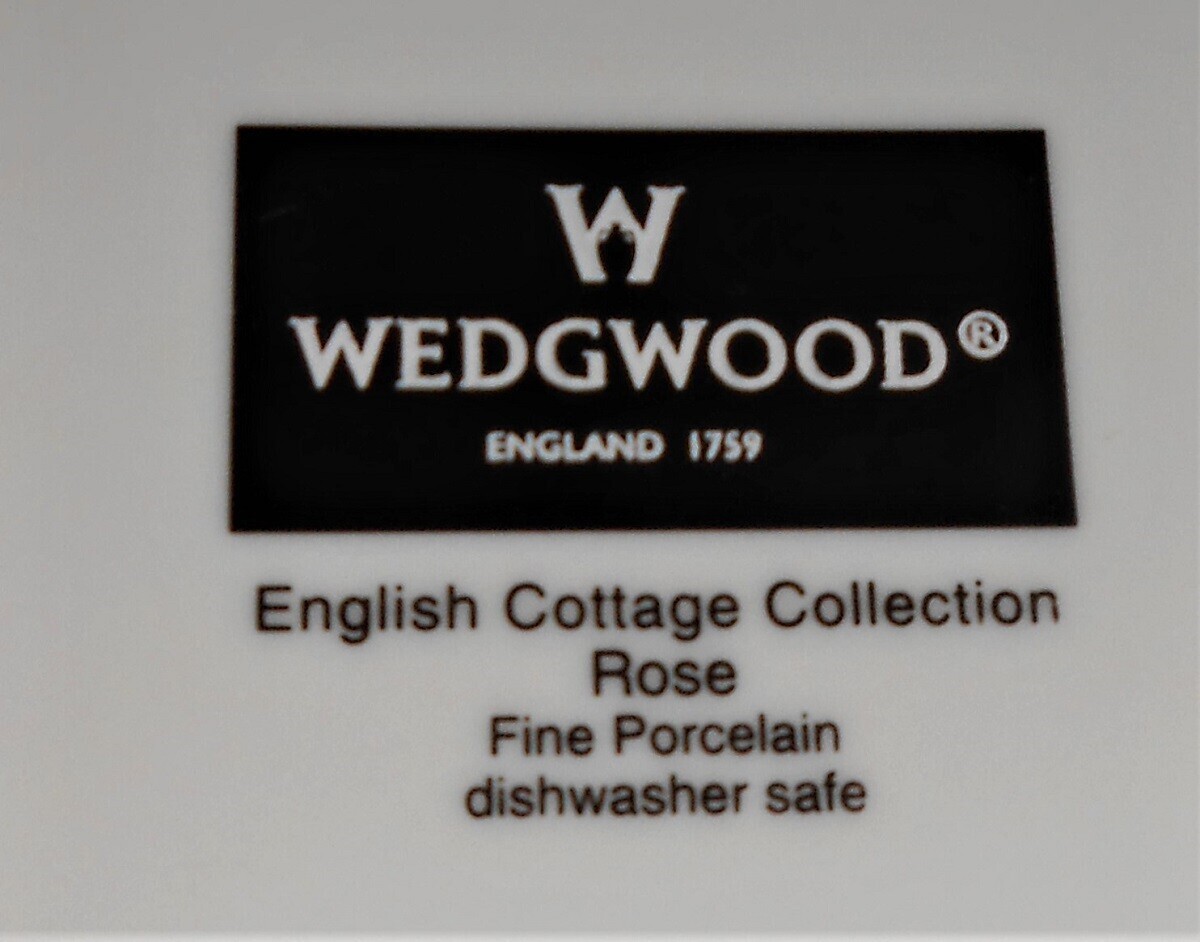 W
WEDGWOOD®
ENGLAND 1759
English Cottage Collection
Rose
Fine Porcelain
dishwasher safe